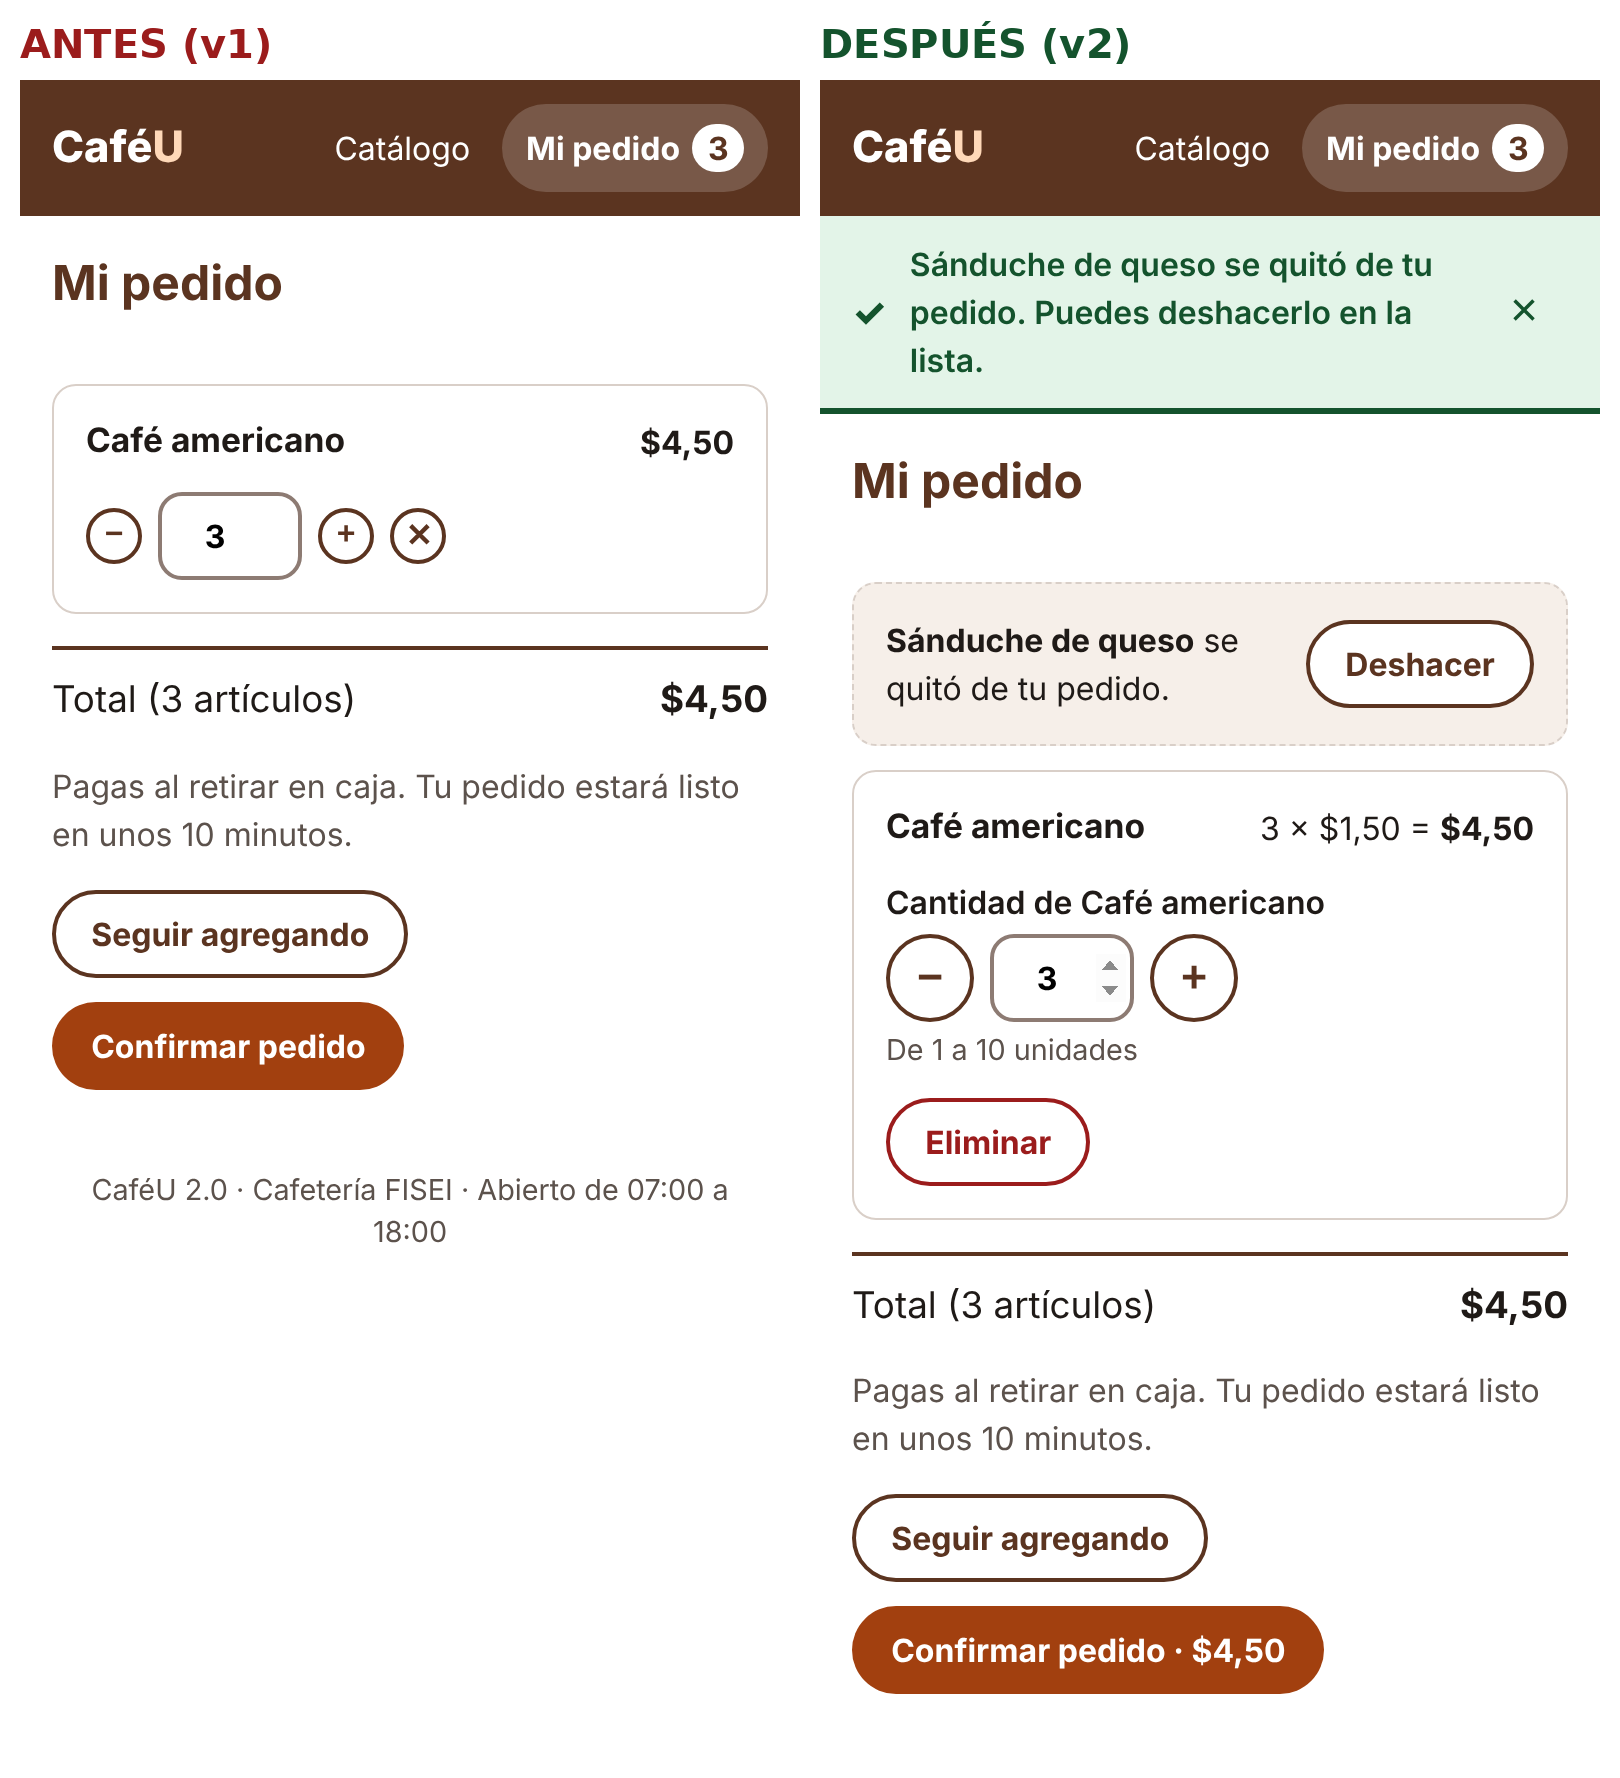 ANTES (v1)
CaféU
Catálogo
Mi pedido 3
Mi pedido
Café americano $4,50
− 3 + ✕
Total (3 artículos) $4,50
Pagas al retirar en caja. Tu pedido estará listo
en unos 10 minutos.
Seguir agregando
Confirmar pedido
CaféU 2.0 · Cafetería FISEI · Abierto de 07:00 a
18:00
DESPUÉS (v2)
CaféU
Catálogo
Mi pedido 3
✔ Sánduche de queso se quitó de tu
pedido. Puedes deshacerlo en la
lista.
✕
Mi pedido
Sánduche de queso se
quitó de tu pedido.
Deshacer
Café americano 3 × $1,50 = $4,50
Cantidad de Café americano
− 3 +
De 1 a 10 unidades
Eliminar
Total (3 artículos) $4,50
Pagas al retirar en caja. Tu pedido estará listo
en unos 10 minutos.
Seguir agregando
Confirmar pedido · $4,50